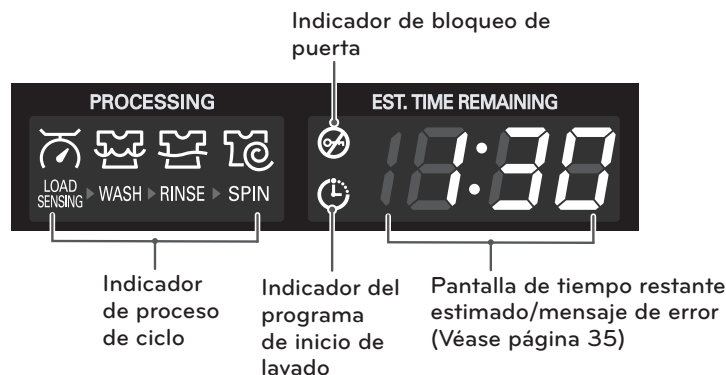 Indicador de bloqueo de
puerta
PROCESSING
EST. TIME REMAINING
1:30
LOAD
SENSING
WASH
RINSE
SPIN
Indicador
de proceso
de ciclo
Indicador del
programa
de inicio de
lavado
Pantalla de tiempo restante
estimado/mensaje de error
(Véase página 35)